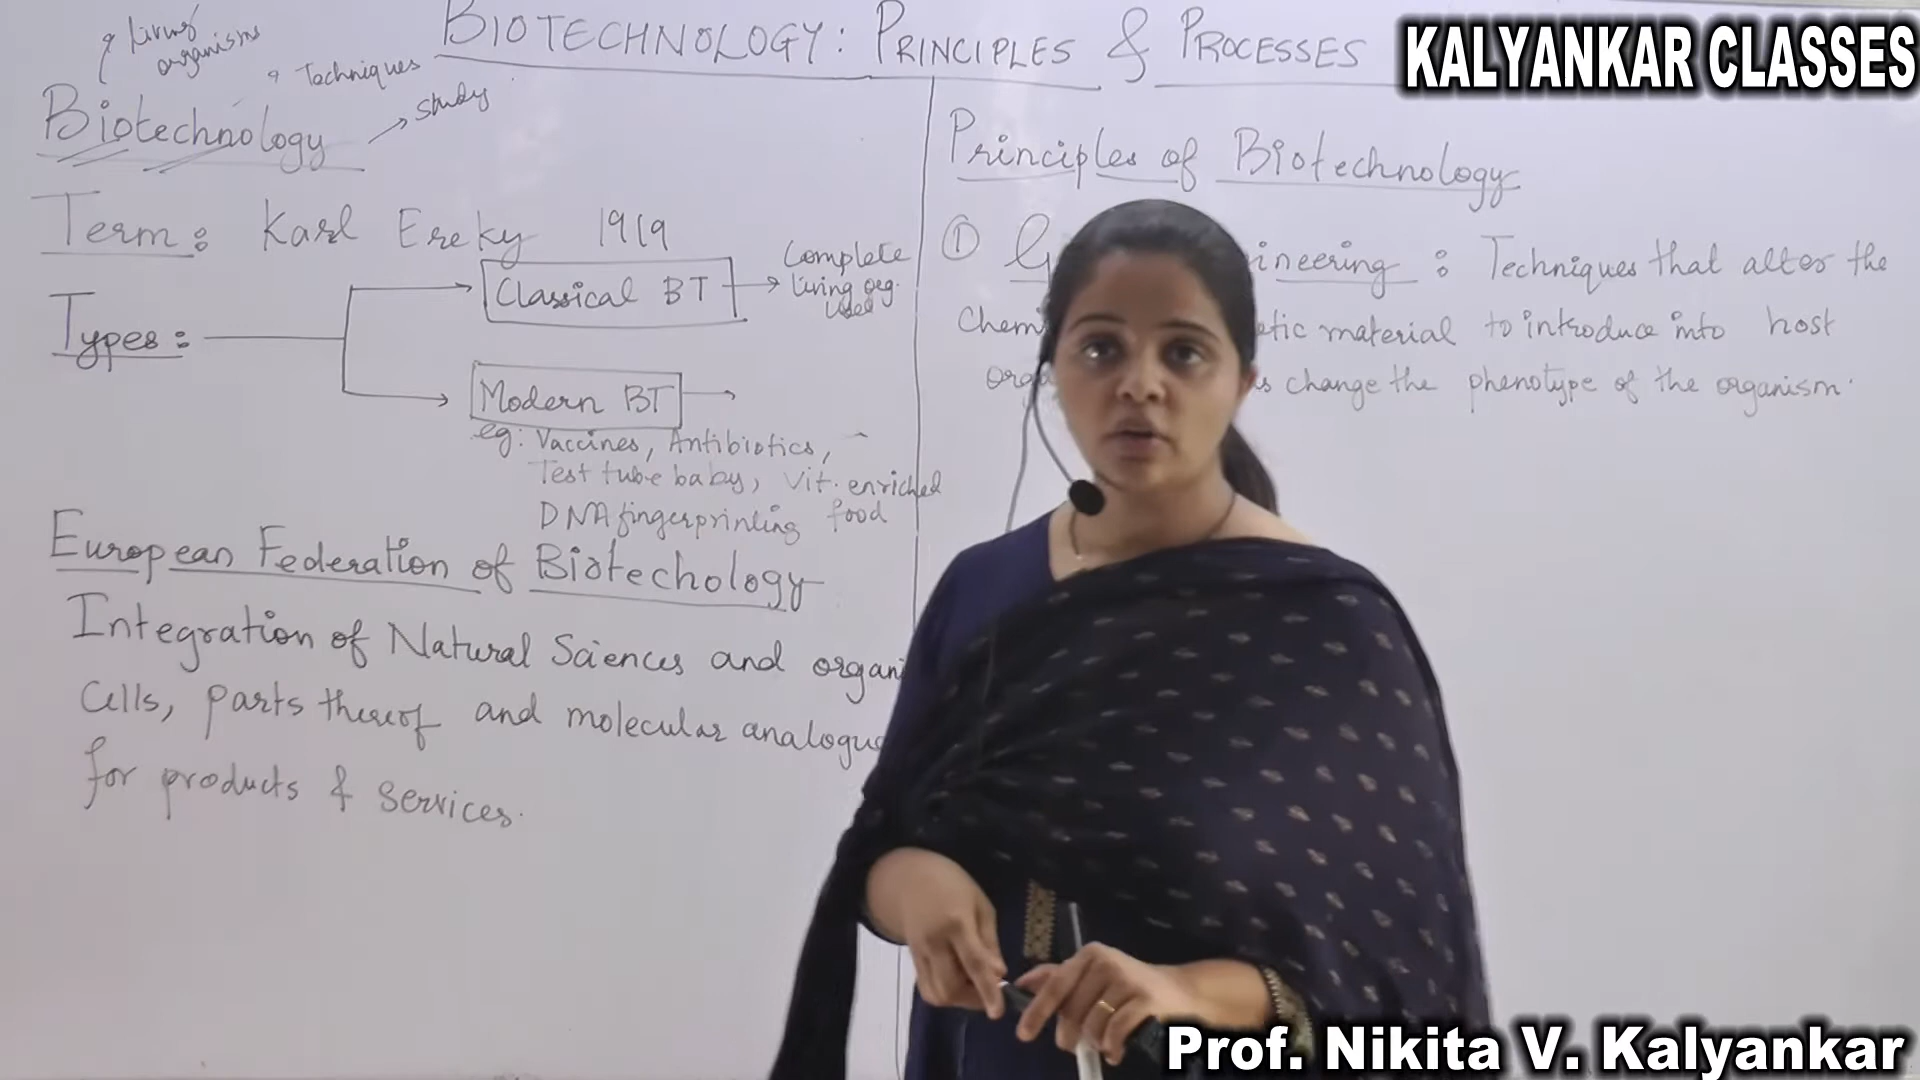 BIOTECHNOLOGY: PRINCIPLES & PROCESSES
KALYANKAR CLASSES
living organisms
Techniques
study
Biotechnology
Term: Karl Ereky 1919
Types:
Classical BT
Complete
living org.
used
Modern BT
eg: Vaccines, Antibiotics,
Test tube baby, Vit. enriched food
DNA fingerprinting
European Federation of Biotechology
Integration of Natural Sciences and organi
Cells, parts thereof and molecular analogue
for products & services.
Principles of Biotechnology
① G ineering : Techniques that alter the
Chem etic material to introduce into host
orga s change the phenotype of the organism.
Prof. Nikita V. Kalyankar